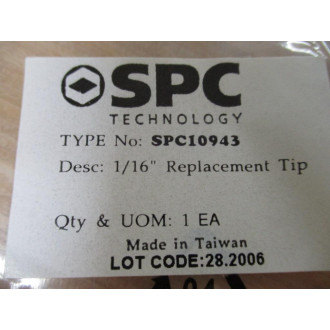 SPC
TECHNOLOGY
TYPE No: SPC10943
Desc: 1/16" Replacement Tip
Qty & UOM: 1 EA
Made in Taiwan
LOT CODE:28.2006